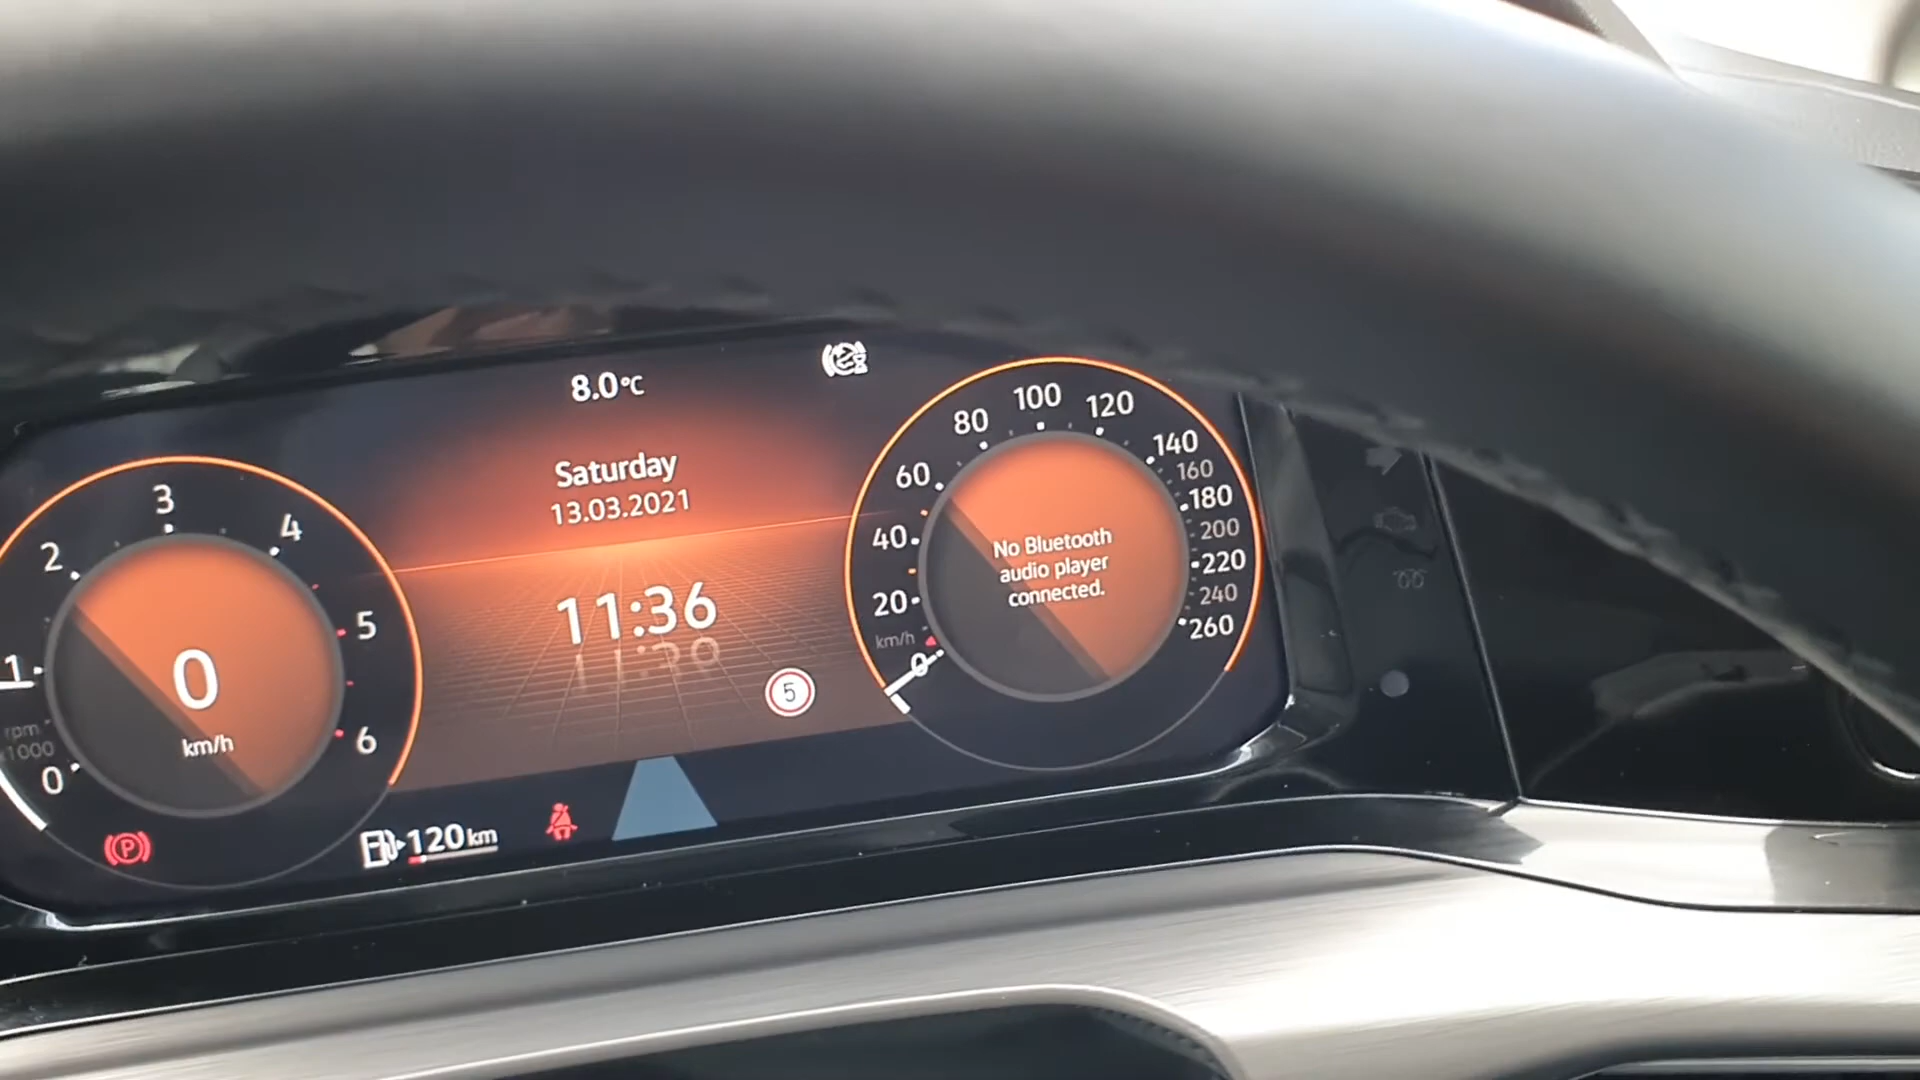 8.0°C
Saturday
13.03.2021
11:36
5
0
1
2
3
4
5
6
rpm
x1000
0
km/h
P
120 km
0
20
40
60
80
100
120
140
160
180
200
220
240
260
km/h
No Bluetooth
audio player
connected.